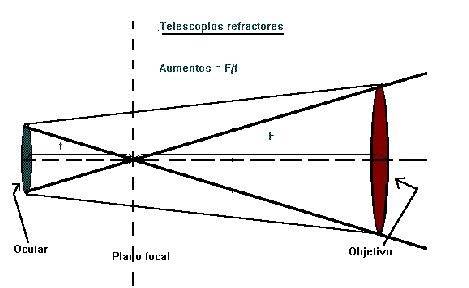 Telescopios refractores
Aumentos = F/f
f
F
Ocular
Plano focal
Objetivo